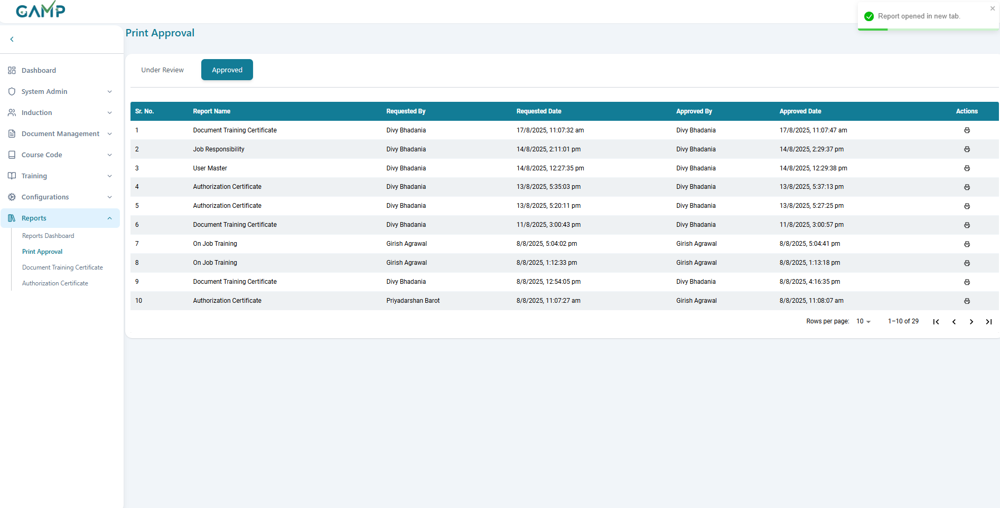 GAMP
Report opened in new tab.
Print Approval
Dashboard
System Admin
Induction
Document Management
Course Code
Training
Configurations
Reports
Reports Dashboard
Print Approval
Document Training Certificate
Authorization Certificate
Under Review Approved
Sr. No. Report Name Requested By Requested Date Approved By Approved Date Actions
1 Document Training Certificate Divy Bhadania 17/8/2025, 11:07:32 am Divy Bhadania 17/8/2025, 11:07:47 am
2 Job Responsibility Divy Bhadania 14/8/2025, 2:11:01 pm Divy Bhadania 14/8/2025, 2:29:37 pm
3 User Master Divy Bhadania 14/8/2025, 12:27:35 pm Divy Bhadania 14/8/2025, 12:29:38 pm
4 Authorization Certificate Divy Bhadania 13/8/2025, 5:35:03 pm Divy Bhadania 13/8/2025, 5:37:13 pm
5 Authorization Certificate Divy Bhadania 13/8/2025, 5:20:11 pm Divy Bhadania 13/8/2025, 5:27:25 pm
6 Document Training Certificate Divy Bhadania 11/8/2025, 3:00:43 pm Divy Bhadania 11/8/2025, 3:00:57 pm
7 On Job Training Girish Agrawal 8/8/2025, 5:04:02 pm Girish Agrawal 8/8/2025, 5:04:41 pm
8 On Job Training Girish Agrawal 8/8/2025, 1:12:33 pm Girish Agrawal 8/8/2025, 1:13:18 pm
9 Document Training Certificate Divy Bhadania 8/8/2025, 12:54:05 pm Divy Bhadania 8/8/2025, 4:16:35 pm
10 Authorization Certificate Priyadarshan Barot 8/8/2025, 11:07:27 am Girish Agrawal 8/8/2025, 11:08:07 am
Rows per page: 10 1–10 of 29